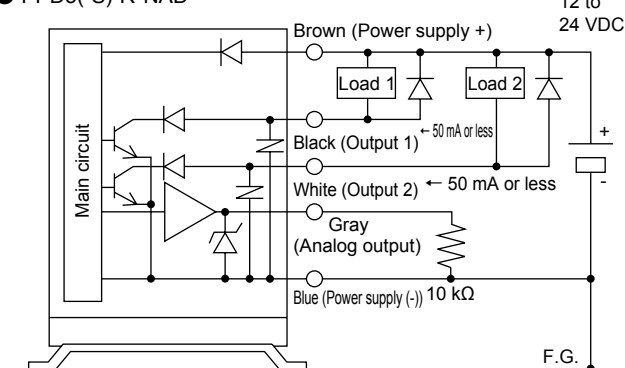 12 to
24 VDC
Brown (Power supply +)
Load 1
Load 2
Main circuit
Black (Output 1)
← 50 mA or less
+
-
White (Output 2)
← 50 mA or less
Gray
(Analog output)
Blue (Power supply (-))
10 kΩ
F.G.